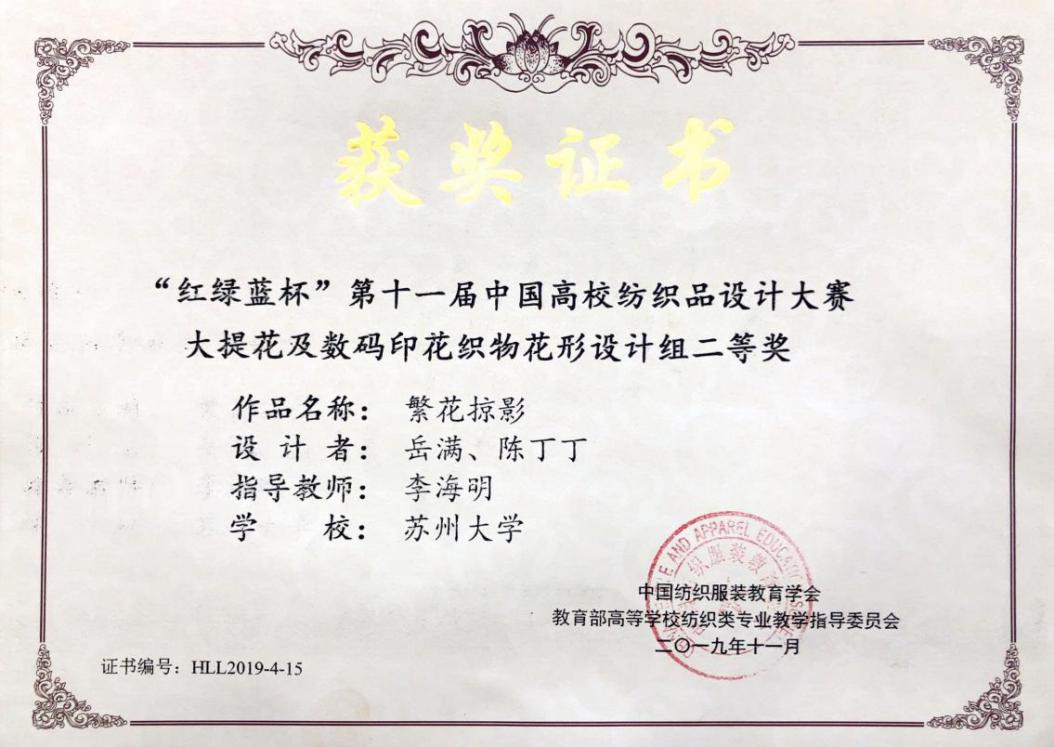 获奖证书
“红绿蓝杯”第十一届中国高校纺织品设计大赛
大提花及数码印花织物花形设计组二等奖
作品名称： 繁花掠影
设计者： 岳满、陈丁丁
指导教师： 李海明
学校： 苏州大学
中国纺织服装教育学会
教育部高等学校纺织类专业教学指导委员会
二〇一九年十一月
证书编号：HLL2019-4-15
AND APPAREL EDUCATION